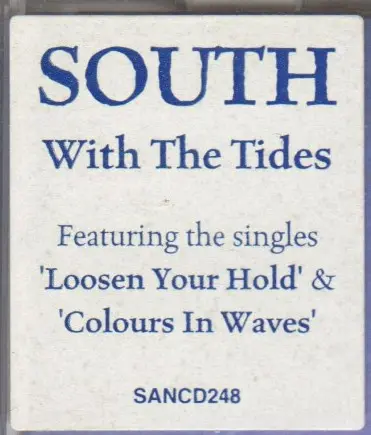 SOUTH
With The Tides
Featuring the singles
'Loosen Your Hold' &
'Colours In Waves'
SANCD248